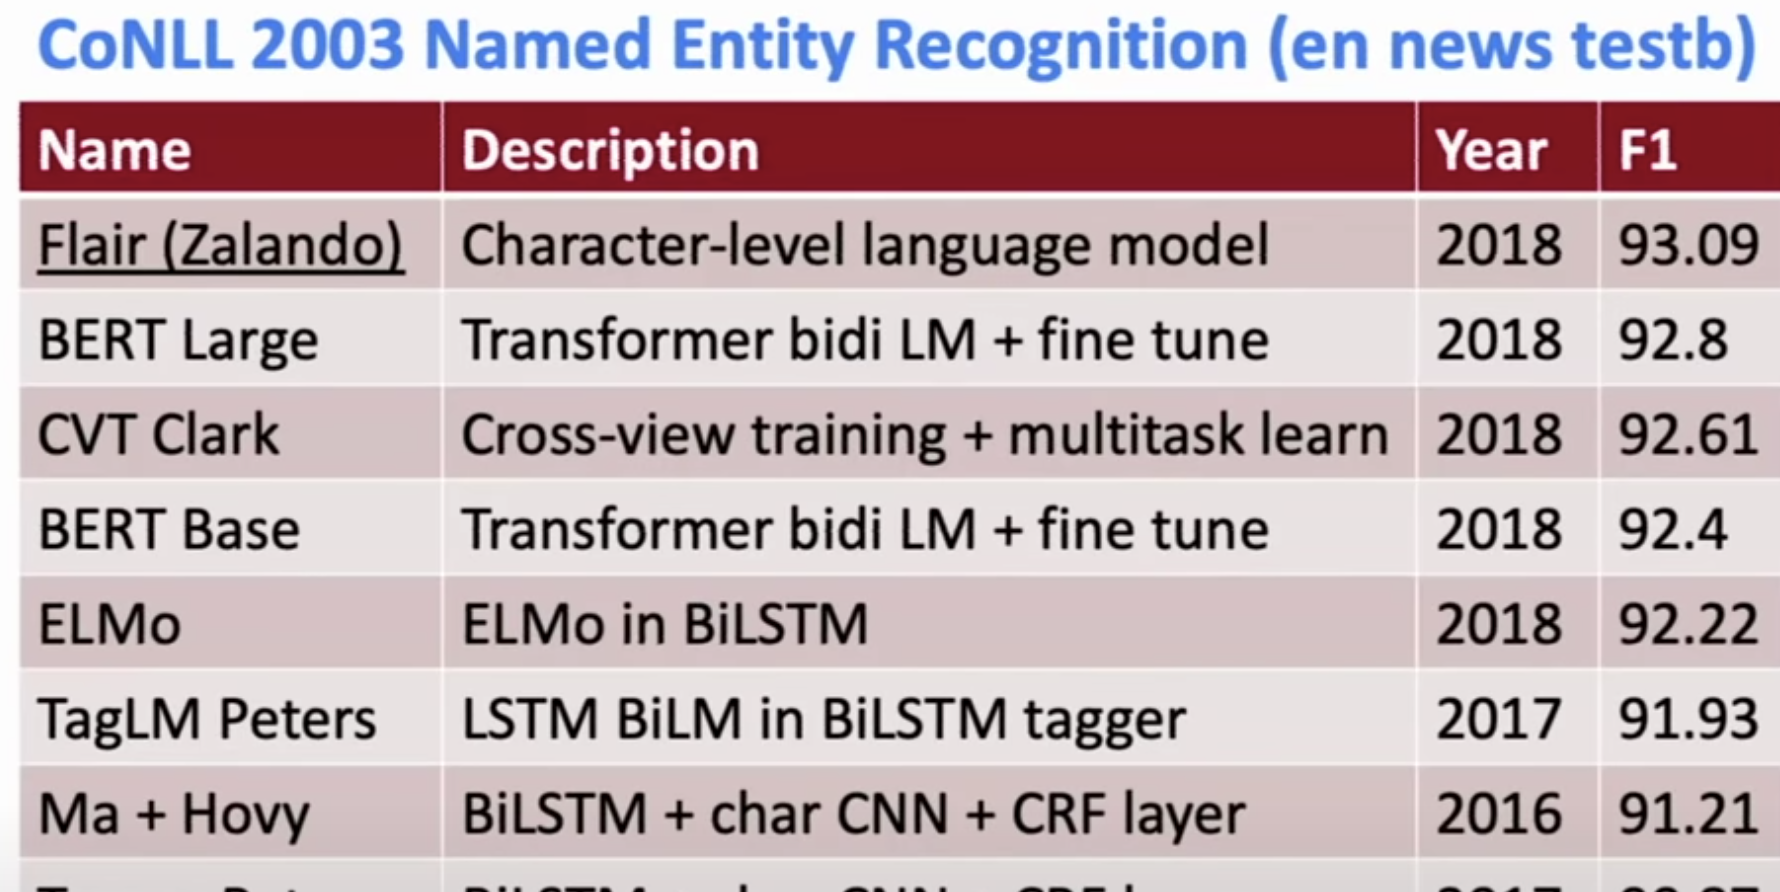 CoNLL 2003 Named Entity Recognition (en news testb)
Name Description Year F1
Flair (Zalando) Character-level language model 2018 93.09
BERT Large Transformer bidi LM + fine tune 2018 92.8
CVT Clark Cross-view training + multitask learn 2018 92.61
BERT Base Transformer bidi LM + fine tune 2018 92.4
ELMo ELMo in BiLSTM 2018 92.22
TagLM Peters LSTM BiLM in BiLSTM tagger 2017 91.93
Ma + Hovy BiLSTM + char CNN + CRF layer 2016 91.21